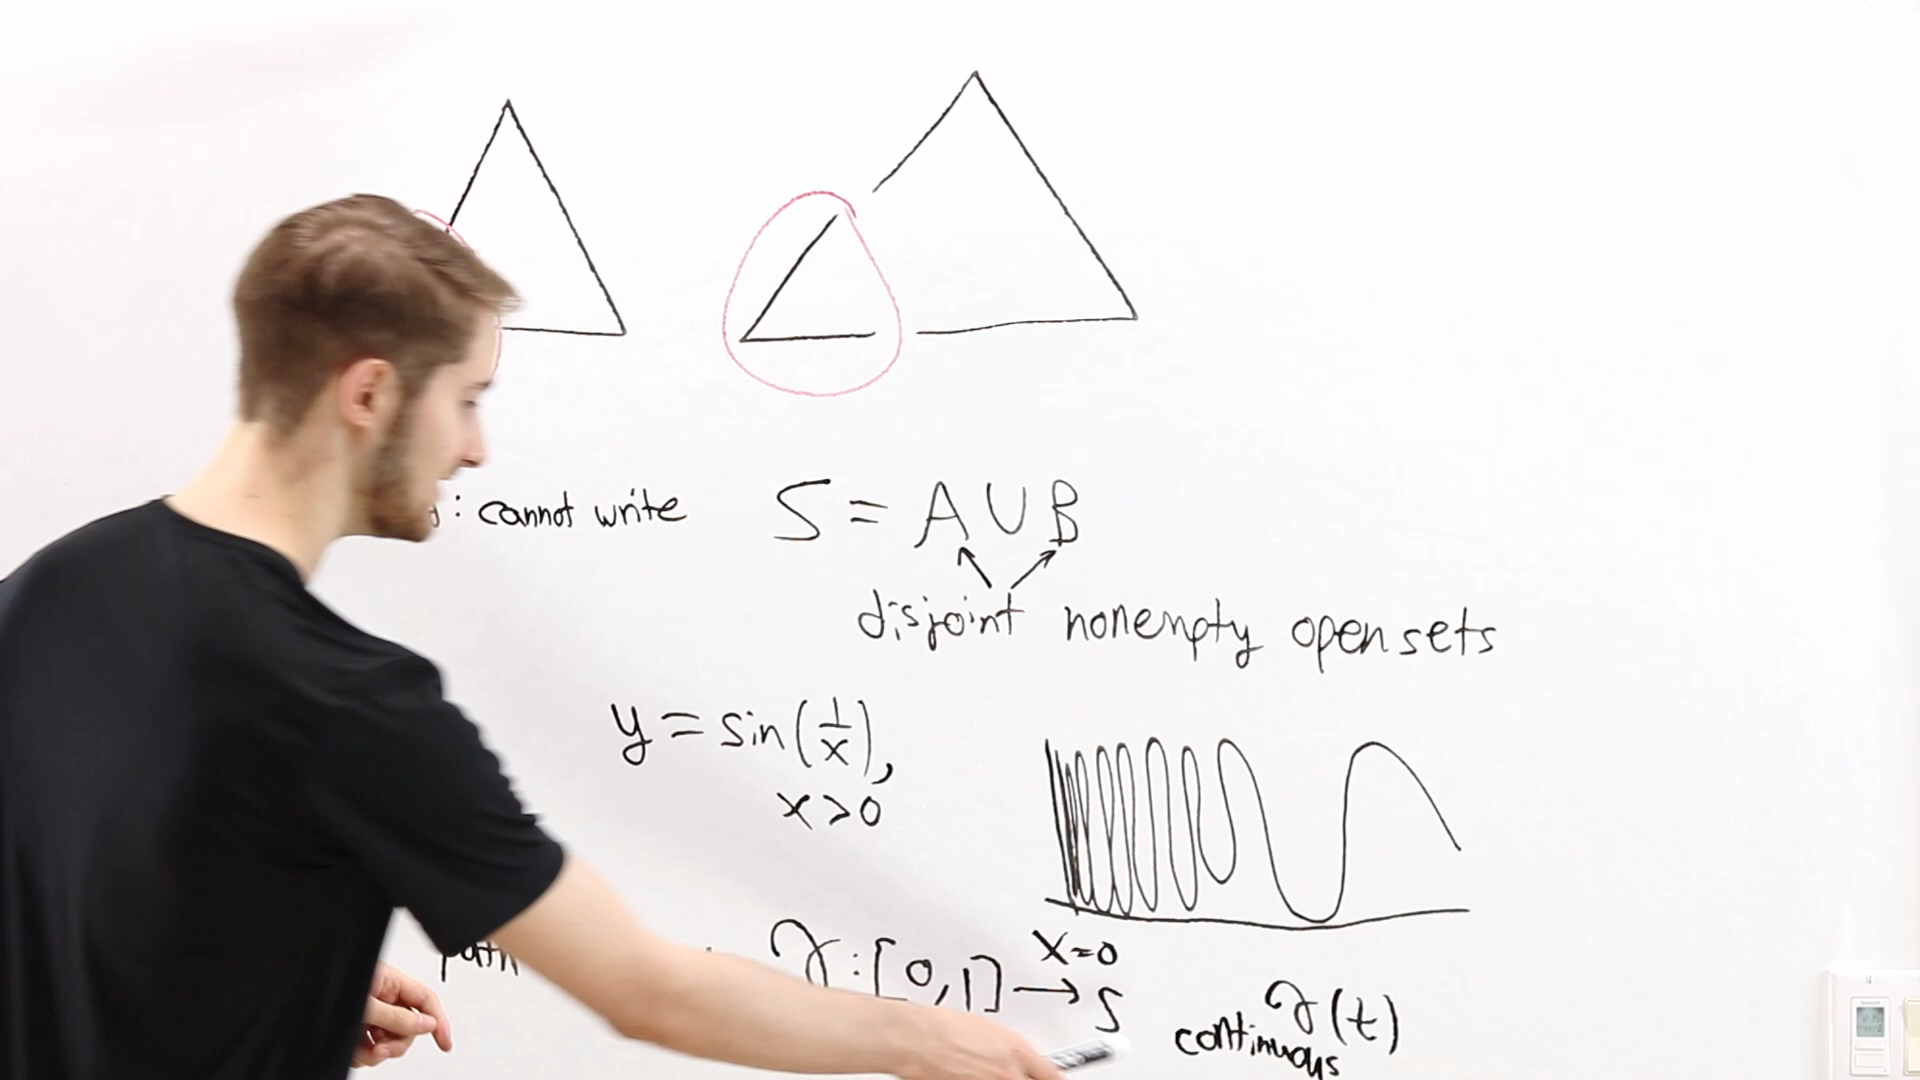 : cannot write S = A ∪ B
disjoint nonempty open sets
y = sin(1/x),
x > 0
x=0
path γ : [0,1] → S γ(t)
continuous